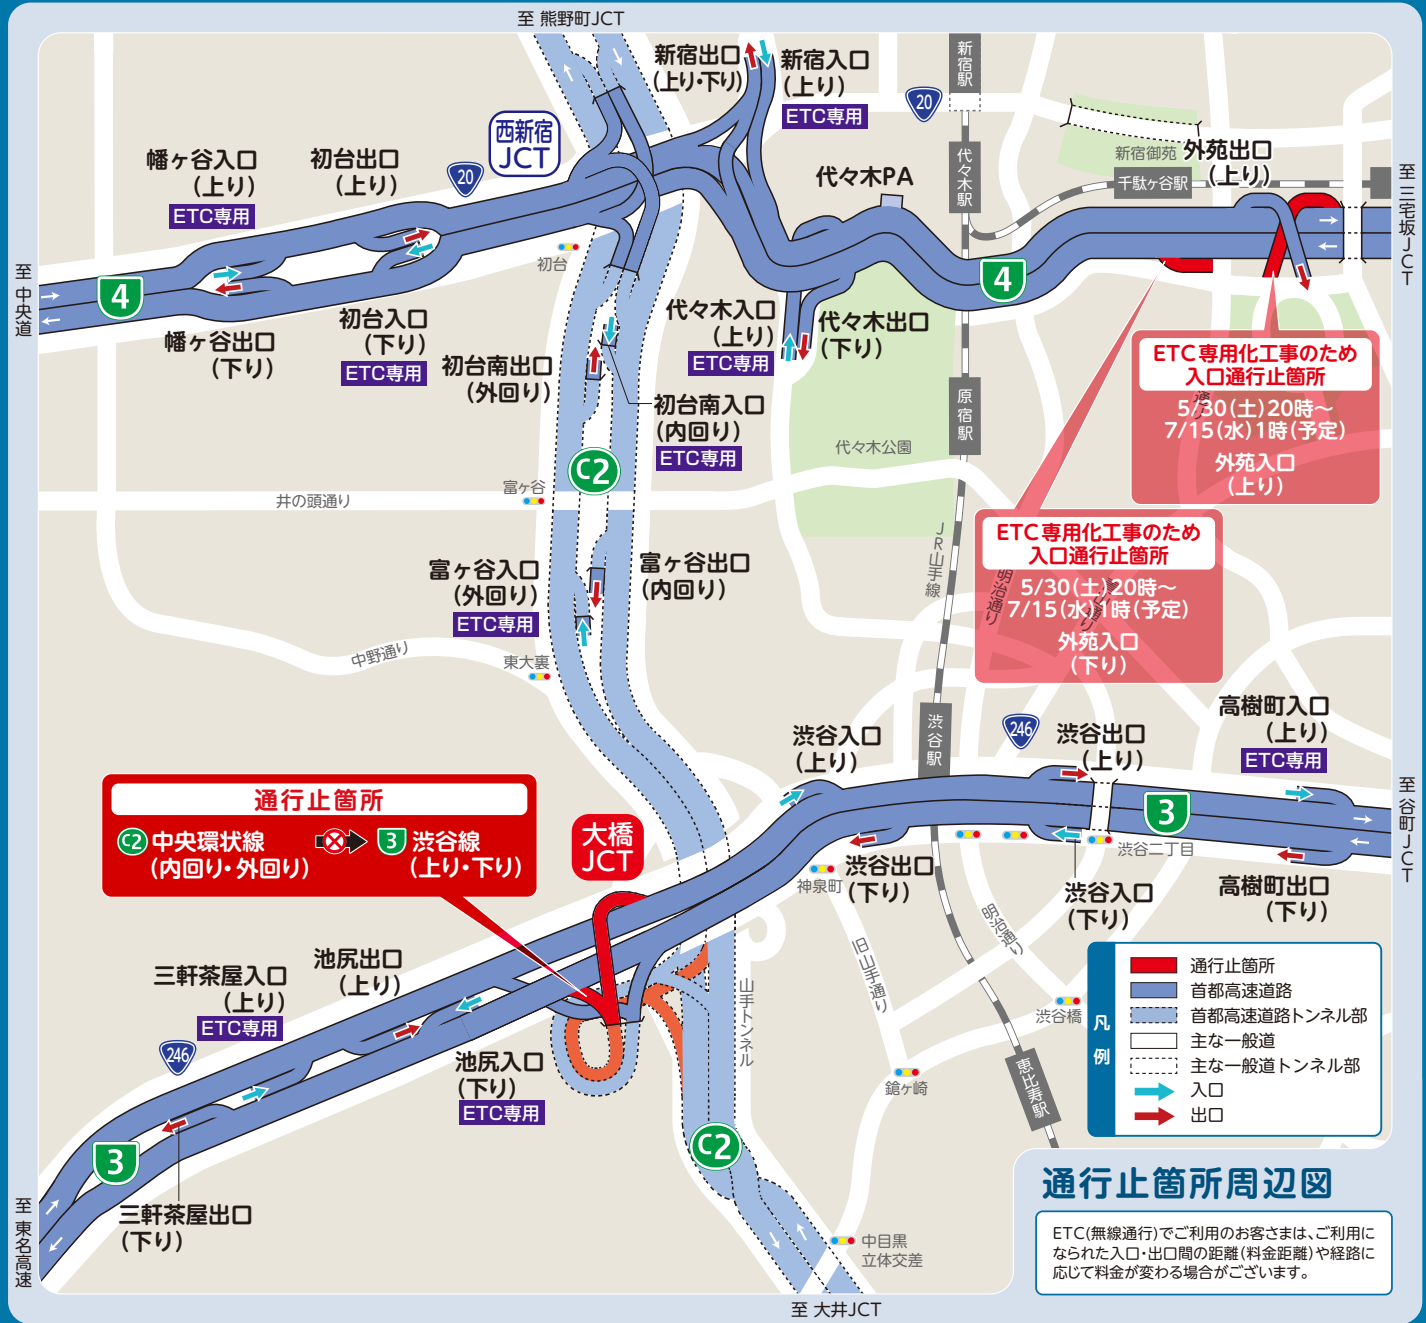 至 熊野町JCT
新宿出口
(上り・下り)
新宿入口
(上り)
ETC専用
新宿駅
20
西新宿
JCT
幡ヶ谷入口
(上り)
ETC専用
初台出口
(上り)
20
代々木PA
代々木駅
新宿御苑
千駄ヶ谷駅
外苑出口
(上り)
至 三宅坂JCT
至 中央道
4
初台
4
幡ヶ谷出口
(下り)
初台入口
(下り)
ETC専用
初台南出口
(外回り)
代々木入口
(上り)
ETC専用
代々木出口
(下り)
初台南入口
(内回り)
ETC専用
原宿駅
ETC専用化工事のため
入口通行止箇所
5/30(土)20時～
7/15(水)1時(予定)
外苑入口
(上り)
代々木公園
C2
富ヶ谷
井の頭通り
JR山手線
ETC専用化工事のため
入口通行止箇所
5/30(土)20時～
7/15(水)1時(予定)
外苑入口
(下り)
明治通り
富ヶ谷入口
(外回り)
ETC専用
富ヶ谷出口
(内回り)
中野通り
東大裏
渋谷入口
(上り)
渋谷駅
246
渋谷出口
(上り)
高樹町入口
(上り)
ETC専用
至 谷町JCT
通行止箇所
C2 中央環状線
(内回り・外回り)
3 渋谷線
(上り・下り)
大橋
JCT
3
神泉町
渋谷出口
(下り)
渋谷二丁目
渋谷入口
(下り)
高樹町出口
(下り)
明治通り
旧山手通り
三軒茶屋入口
(上り)
ETC専用
池尻出口
(上り)
246
山手トンネル
池尻入口
(下り)
ETC専用
渋谷橋
鎗ヶ崎
恵比寿駅
凡例
通行止箇所
首都高速道路
首都高速道路トンネル部
主な一般道
主な一般道トンネル部
入口
出口
3
C2
三軒茶屋出口
(下り)
至 東名高速
中目黒
立体交差
至 大井JCT
通行止箇所周辺図
ETC(無線通行)でご利用のお客さまは、ご利用に
なられた入口・出口間の距離(料金距離)や経路に
応じて料金が変わる場合がございます。